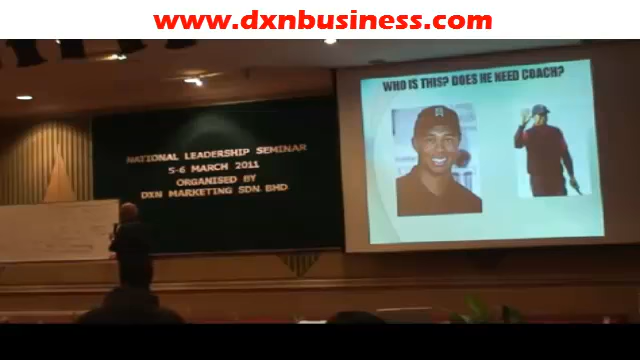 www.dxnbusiness.com
WHO IS THIS? DOES HE NEED COACH?
NATIONAL LEADERSHIP SEMINAR
5-6 MARCH 2011
ORGANISED BY
DXN MARKETING SDN BHD